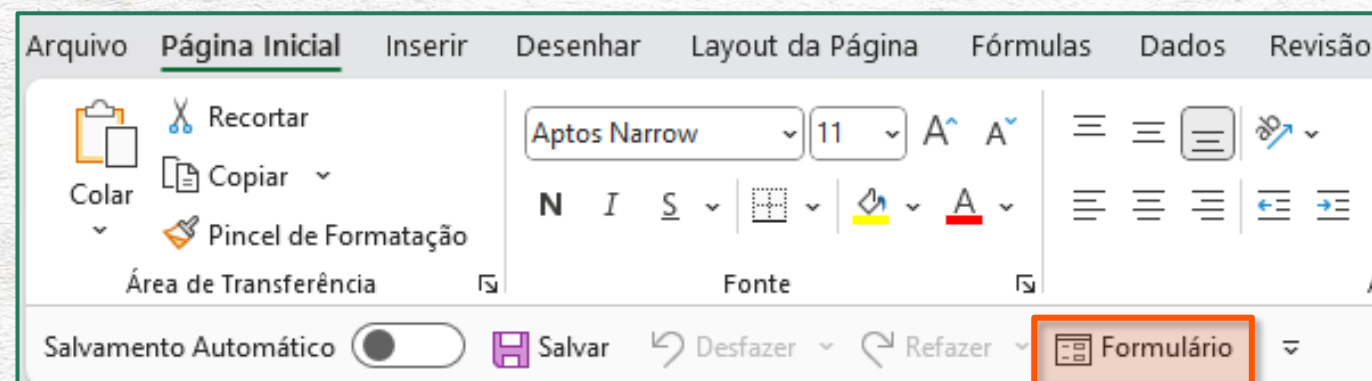 Arquivo Página Inicial Inserir Desenhar Layout da Página Fórmulas Dados Revisão
Colar
Recortar
Copiar
Pincel de Formatação
Área de Transferência
Aptos Narrow 11 A A
N I S A
Fonte
ab
Salvamento Automático Salvar Desfazer Refazer Formulário